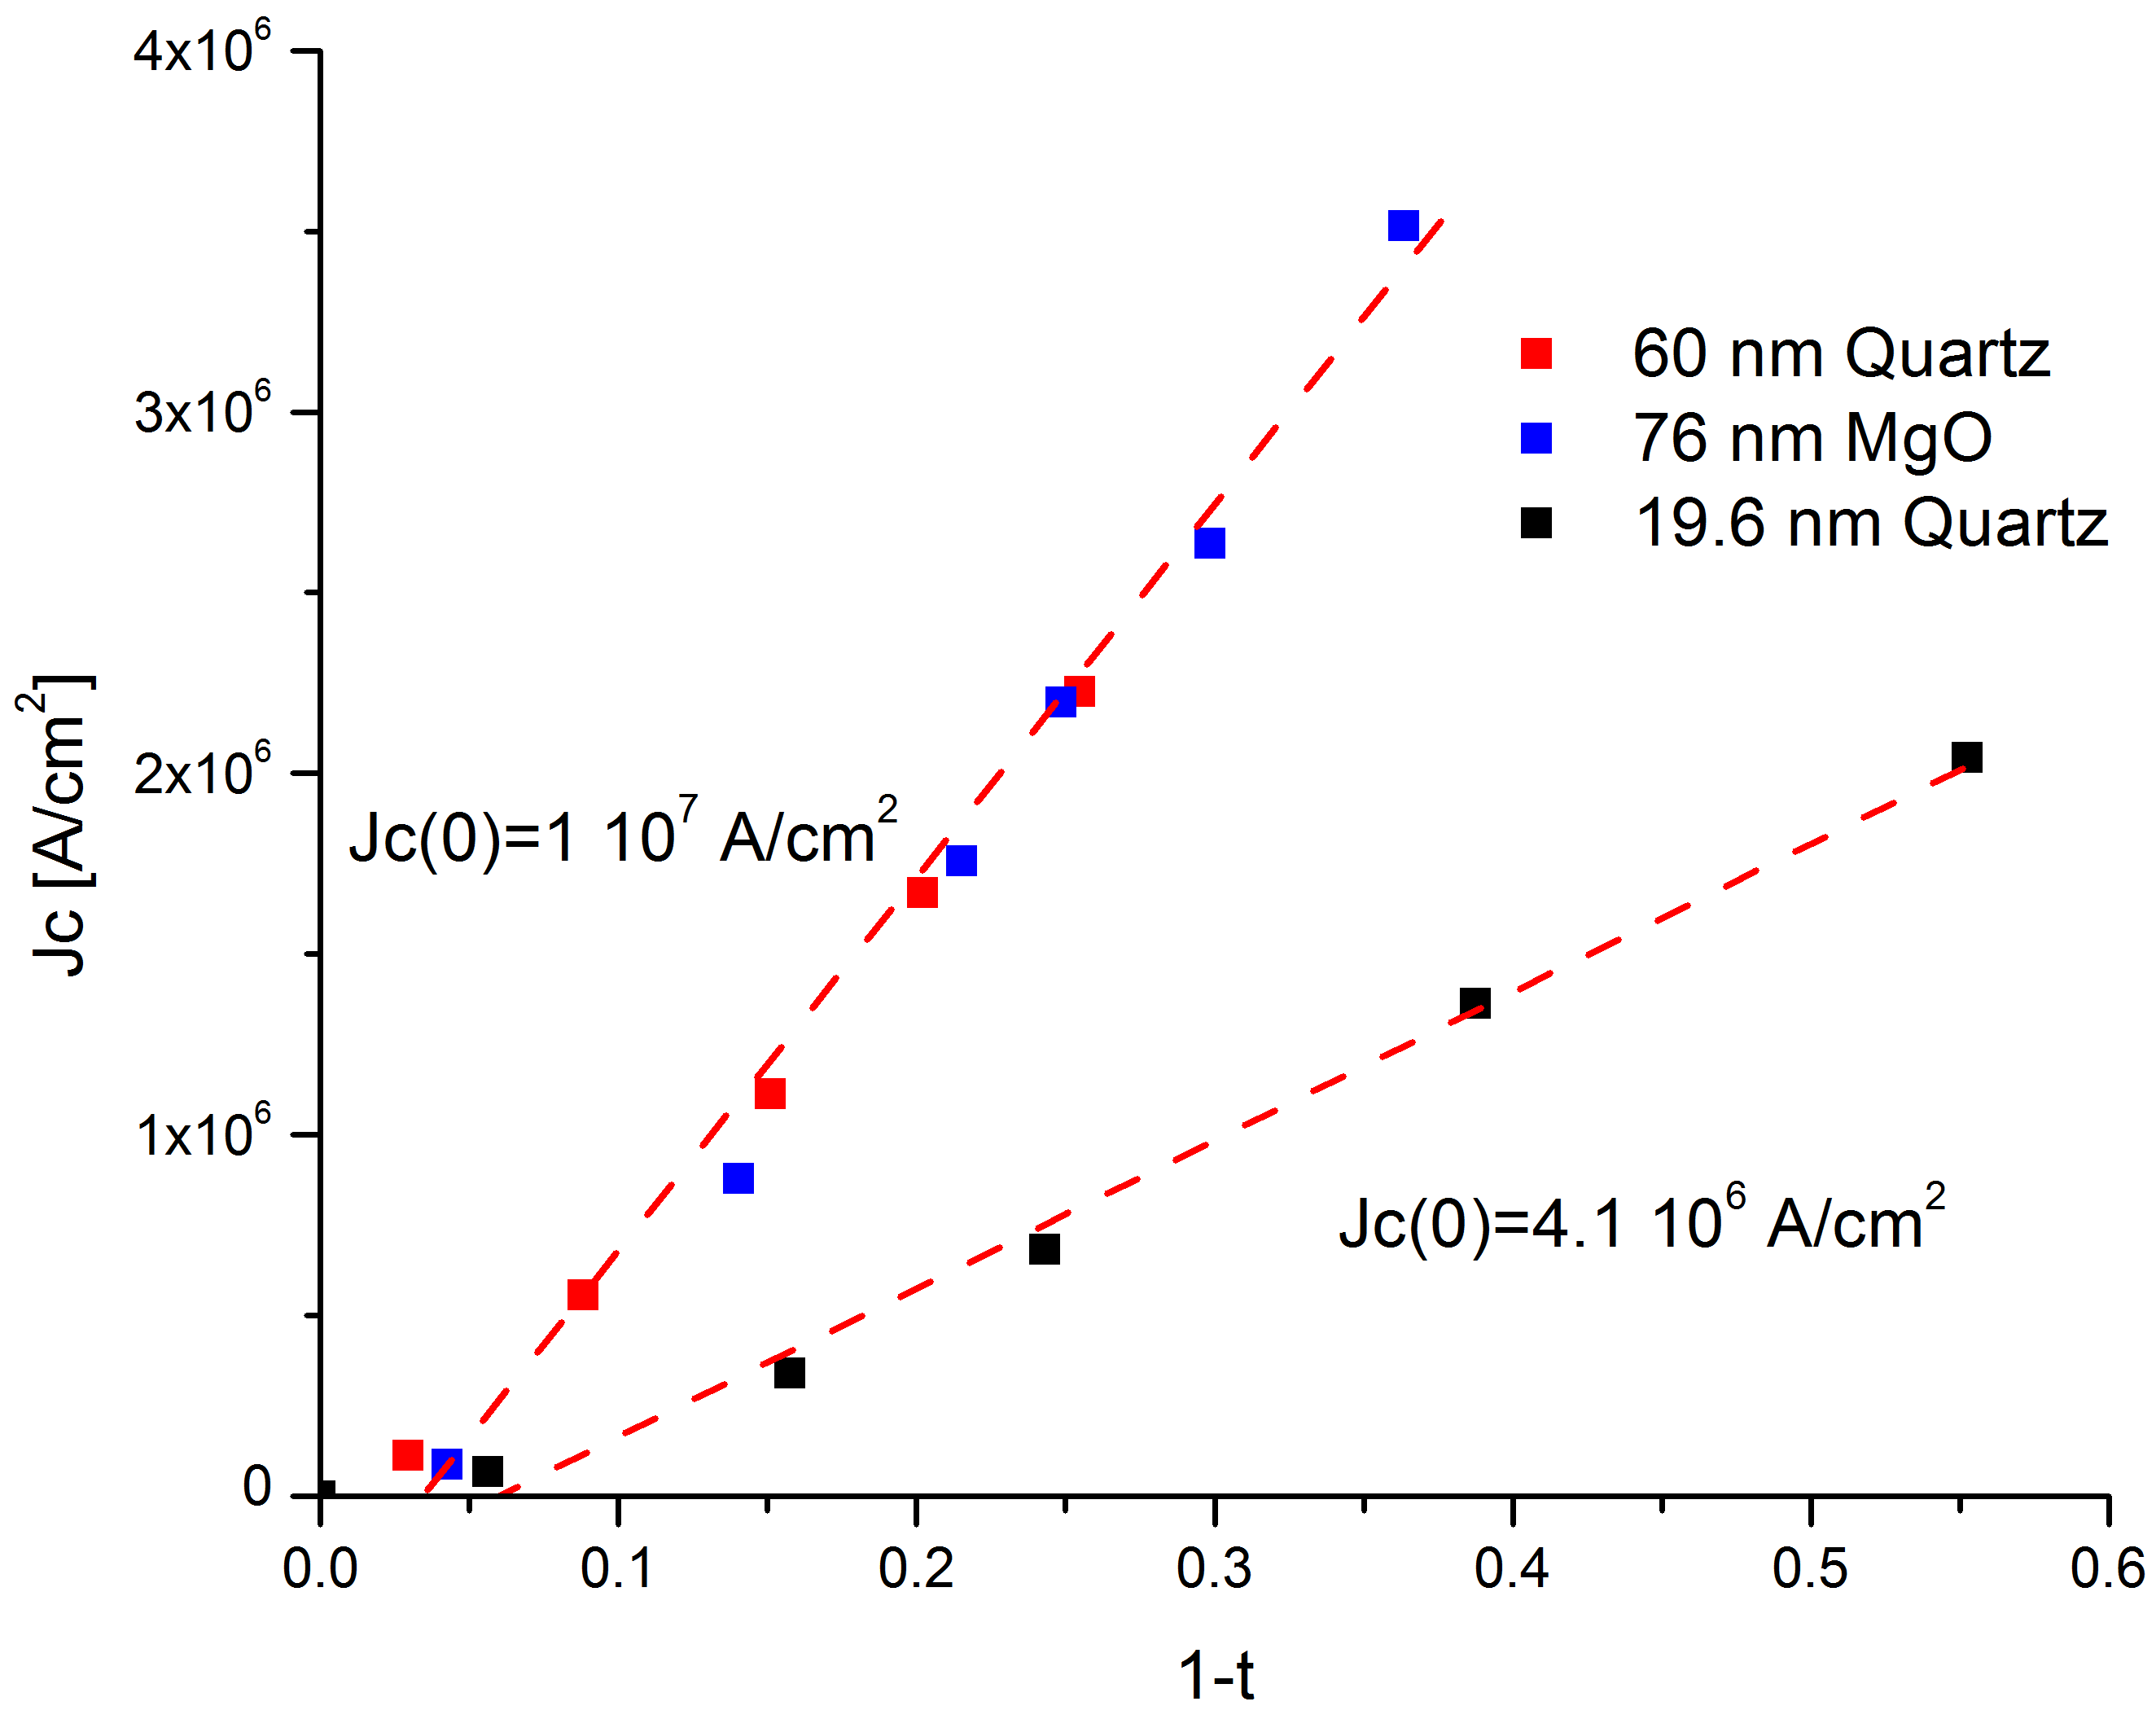 4x10⁶
3x10⁶
2x10⁶
1x10⁶
0
Jc [A/cm²]
60 nm Quartz
76 nm MgO
19.6 nm Quartz
Jc(0)=1 10⁷ A/cm²
Jc(0)=4.1 10⁶ A/cm²
0.0 0.1 0.2 0.3 0.4 0.5 0.6
1-t